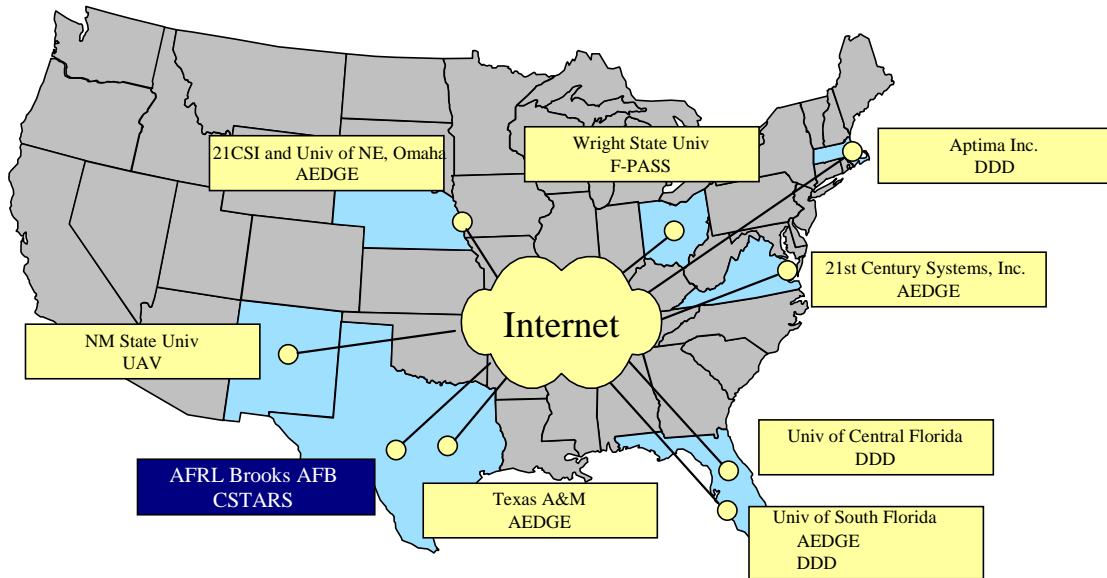 21CSI and Univ of NE, Omaha
AEDGE
Wright State Univ
F-PASS
Aptima Inc.
DDD
21st Century Systems, Inc.
AEDGE
Internet
NM State Univ
UAV
AFRL Brooks AFB
CSTARS
Texas A&M
AEDGE
Univ of Central Florida
DDD
Univ of South Florida
AEDGE
DDD